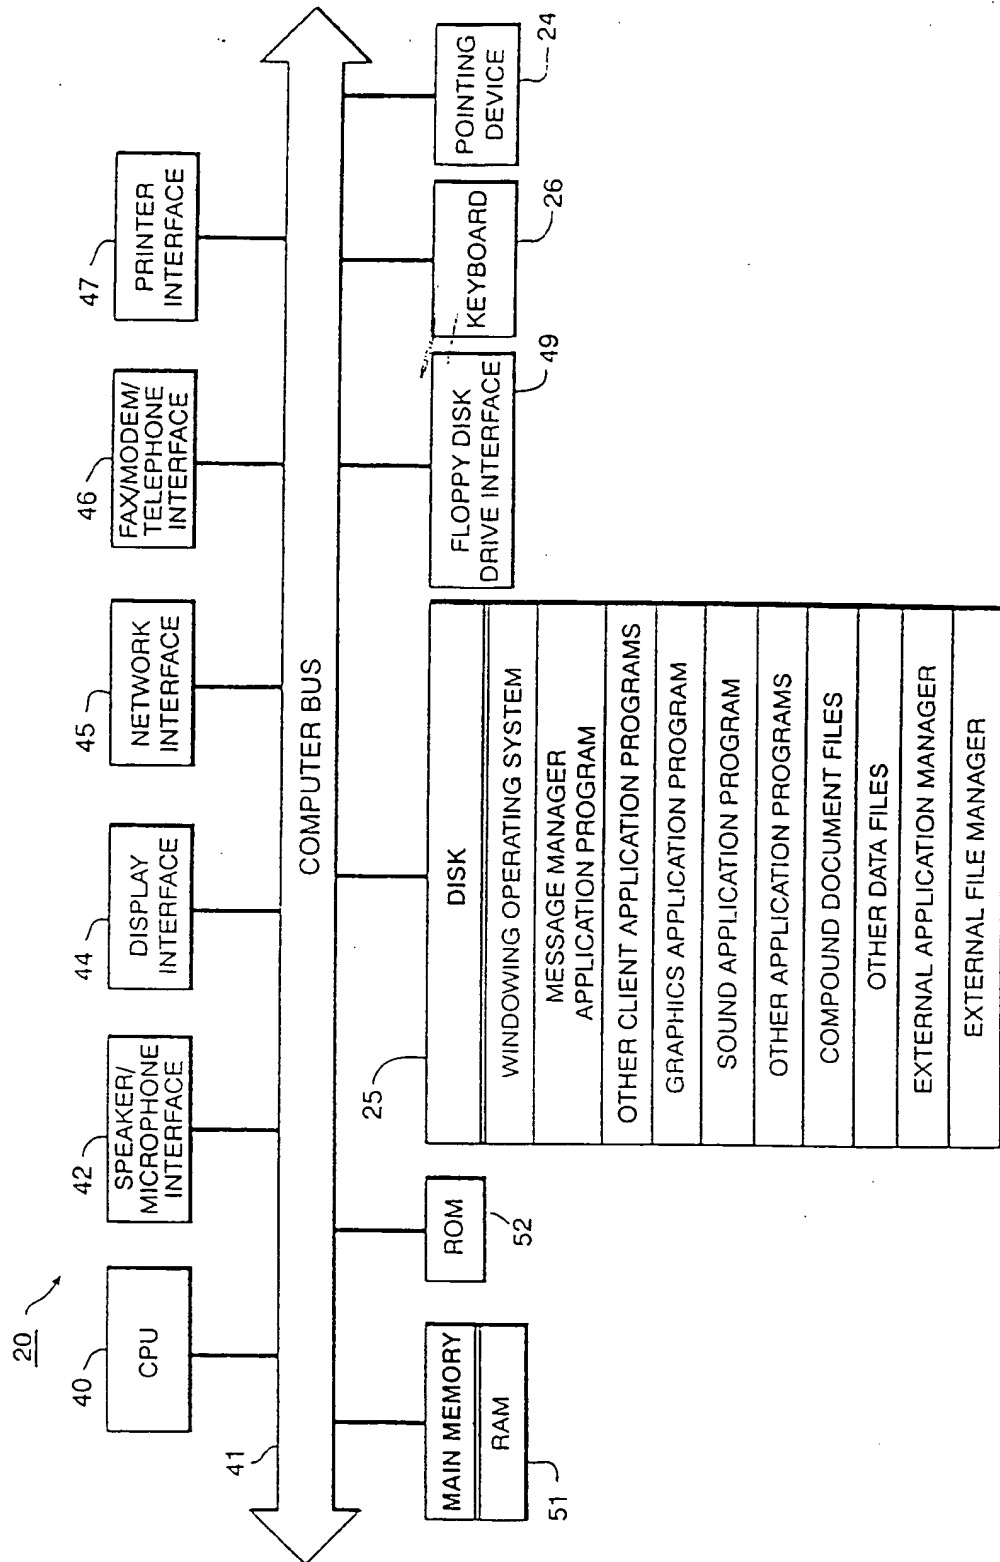 20
40
CPU
42
SPEAKER/
MICROPHONE
INTERFACE
44
DISPLAY
INTERFACE
45
NETWORK
INTERFACE
46
FAX/MODEM/
TELEPHONE
INTERFACE
47
PRINTER
INTERFACE
41
COMPUTER BUS
MAIN MEMORY
RAM
51
ROM
52
25
DISK
WINDOWING OPERATING SYSTEM
MESSAGE MANAGER
APPLICATION PROGRAM
OTHER CLIENT APPLICATION PROGRAMS
GRAPHICS APPLICATION PROGRAM
SOUND APPLICATION PROGRAM
OTHER APPLICATION PROGRAMS
COMPOUND DOCUMENT FILES
OTHER DATA FILES
EXTERNAL APPLICATION MANAGER
EXTERNAL FILE MANAGER
FLOPPY DISK
DRIVE INTERFACE
49
KEYBOARD
26
POINTING
DEVICE
24